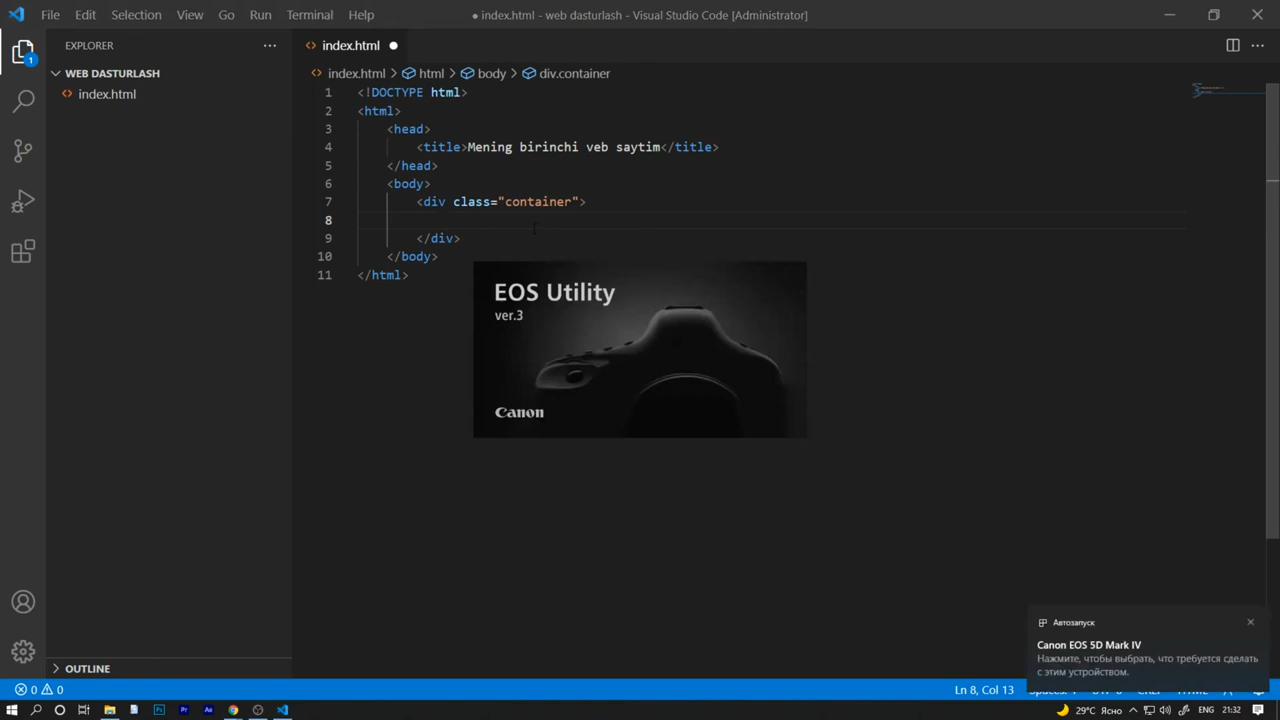 File Edit Selection View Go Run Terminal Help
● index.html - web dasturlash - Visual Studio Code [Administrator]
EXPLORER
1
WEB DASTURLASH
index.html
OUTLINE
index.html
index.html > html > body > div.container
1 <!DOCTYPE html>
2 <html>
3 <head>
4 <title>Mening birinchi veb saytim</title>
5 </head>
6 <body>
7 <div class="container">
8
9 </div>
10 </body>
11 </html>
EOS Utility
ver.3
Canon
Автозапуск
Canon EOS 5D Mark IV
Нажмите, чтобы выбрать, что требуется сделать
с этим устройством.
0 0
Ln 8, Col 13
29°C Ясно
ENG
21:32